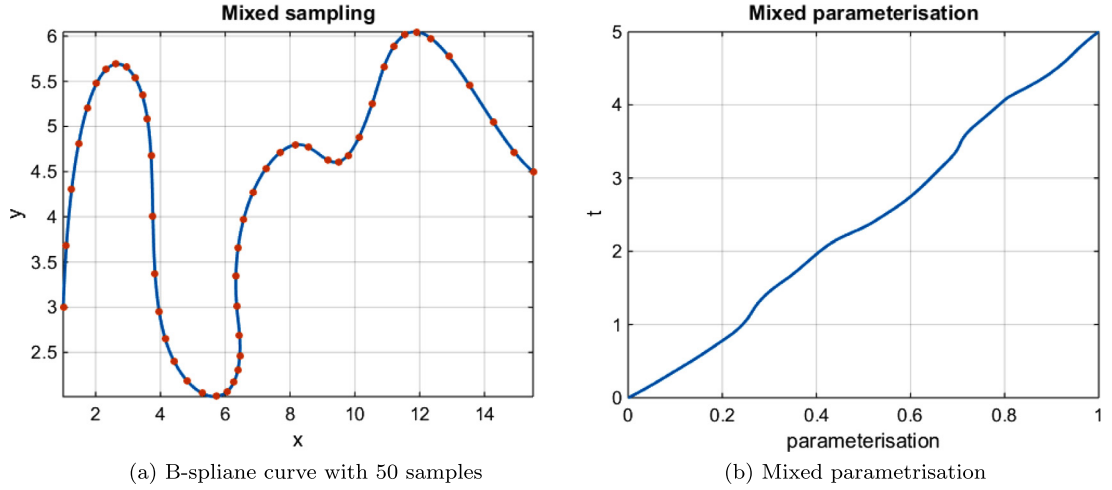 Mixed sampling
6
5.5
5
4.5
4
3.5
3
2.5
y
2 4 6 8 10 12 14
x
(a) B-spliane curve with 50 samples
Mixed parameterisation
5
4
3
2
1
0
t
0 0.2 0.4 0.6 0.8 1
parameterisation
(b) Mixed parametrisation